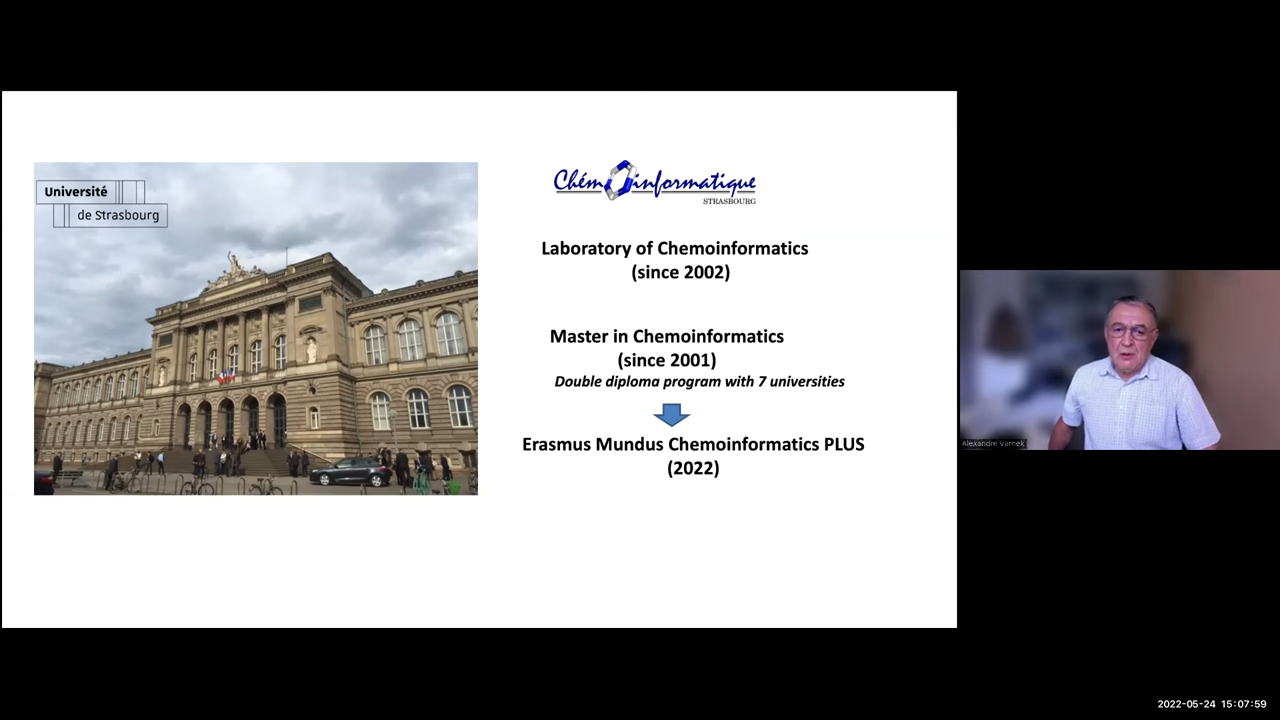 Université
de Strasbourg
Chémoinformatique
STRASBOURG
Laboratory of Chemoinformatics
(since 2002)
Master in Chemoinformatics
(since 2001)
Double diploma program with 7 universities
Erasmus Mundus Chemoinformatics PLUS
(2022)
Alexandre Varnek
2022-05-24 15:07:59